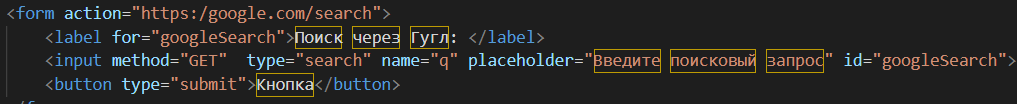 <form action="https:/google.com/search">
<label for="googleSearch">Поиск через Гугл: </label>
<input method="GET"  type="search" name="q" placeholder="Введите поисковый запрос" id="googleSearch">
<button type="submit">Кнопка</button>